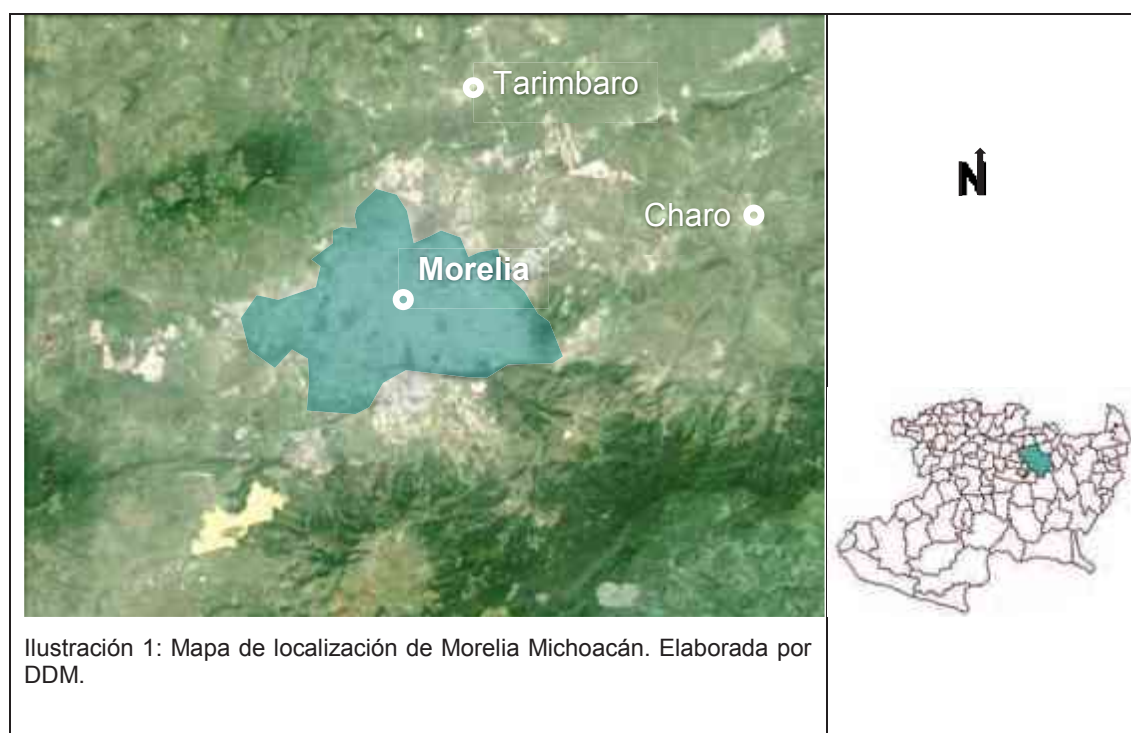 Tarimbaro
Charo
Morelia
N
Ilustración 1: Mapa de localización de Morelia Michoacán. Elaborada por
DDM.